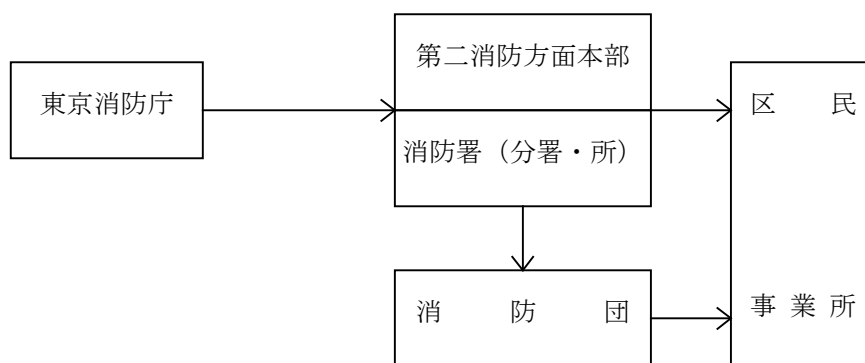 東京消防庁
第二消防方面本部
消防署（分署・所）
消防団
区民
事業所